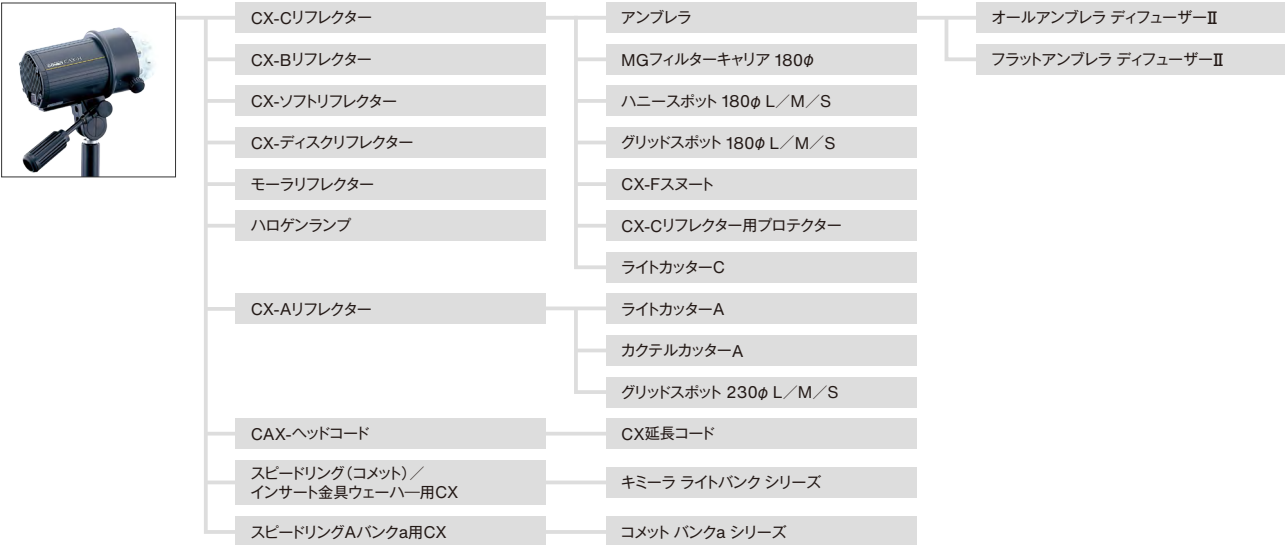 CX-Cリフレクター
アンブレラ
オールアンブレラ ディフューザーⅡ
CX-Bリフレクター
MGフィルターキャリア 180φ
フラットアンブレラ ディフューザーⅡ
CX-ソフトリフレクター
ハニースポット 180φ L／M／S
CX-ディスクリフレクター
グリッドスポット 180φ L／M／S
モーラリフレクター
CX-Fスヌート
ハロゲンランプ
CX-Cリフレクター用プロテクター
ライトカッターC
CX-Aリフレクター
ライトカッターA
カクテルカッターA
グリッドスポット 230φ L／M／S
CAX-ヘッドコード
CX延長コード
スピードリング（コメット）／
インサート金具ウェーハ―用CX
キミーラ ライトバンク シリーズ
スピードリングAバンクa用CX
コメット バンクa シリーズ